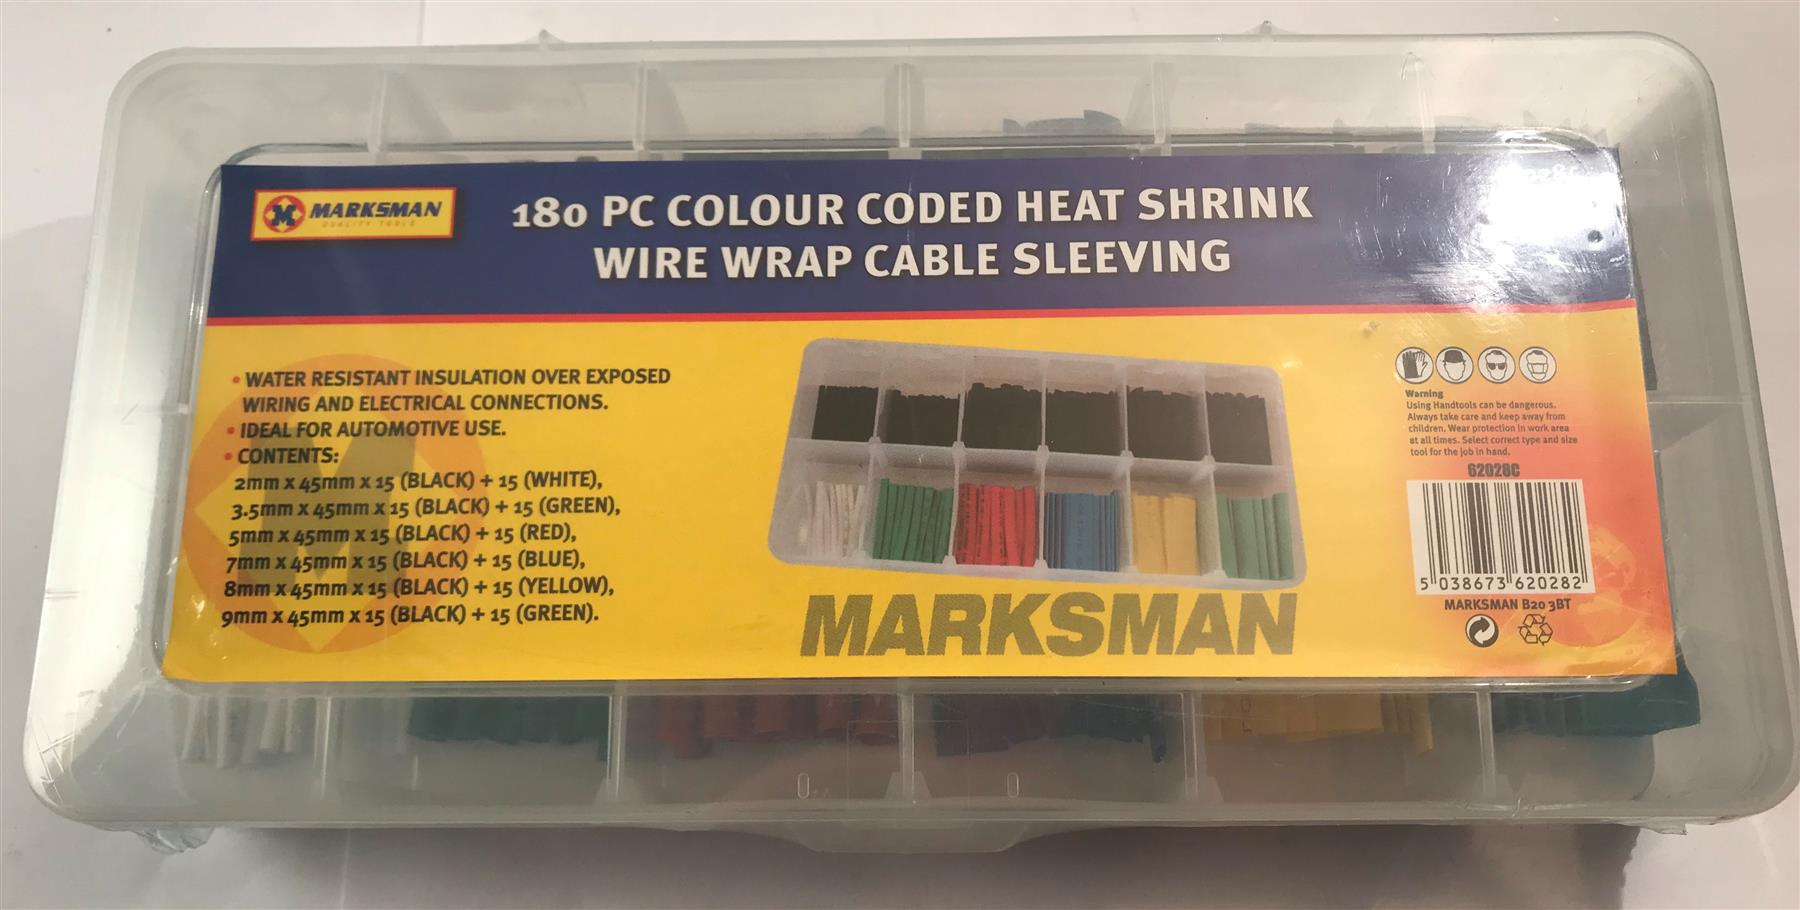 MARKSMAN
QUALITY TOOLS
180 PC COLOUR CODED HEAT SHRINK
WIRE WRAP CABLE SLEEVING
• WATER RESISTANT INSULATION OVER EXPOSED
WIRING AND ELECTRICAL CONNECTIONS.
• IDEAL FOR AUTOMOTIVE USE.
• CONTENTS:
2mm x 45mm x 15 (BLACK) + 15 (WHITE),
3.5mm x 45mm x 15 (BLACK) + 15 (GREEN),
5mm x 45mm x 15 (BLACK) + 15 (RED),
7mm x 45mm x 15 (BLACK) + 15 (BLUE),
8mm x 45mm x 15 (BLACK) + 15 (YELLOW),
9mm x 45mm x 15 (BLACK) + 15 (GREEN).
MARKSMAN
Warning
Using Handtools can be dangerous.
Always take care and keep away from
children. Wear protection in work area
at all times. Select correct type and size
tool for the job in hand.
62028C
5 038673 620282
MARKSMAN B20 3BT